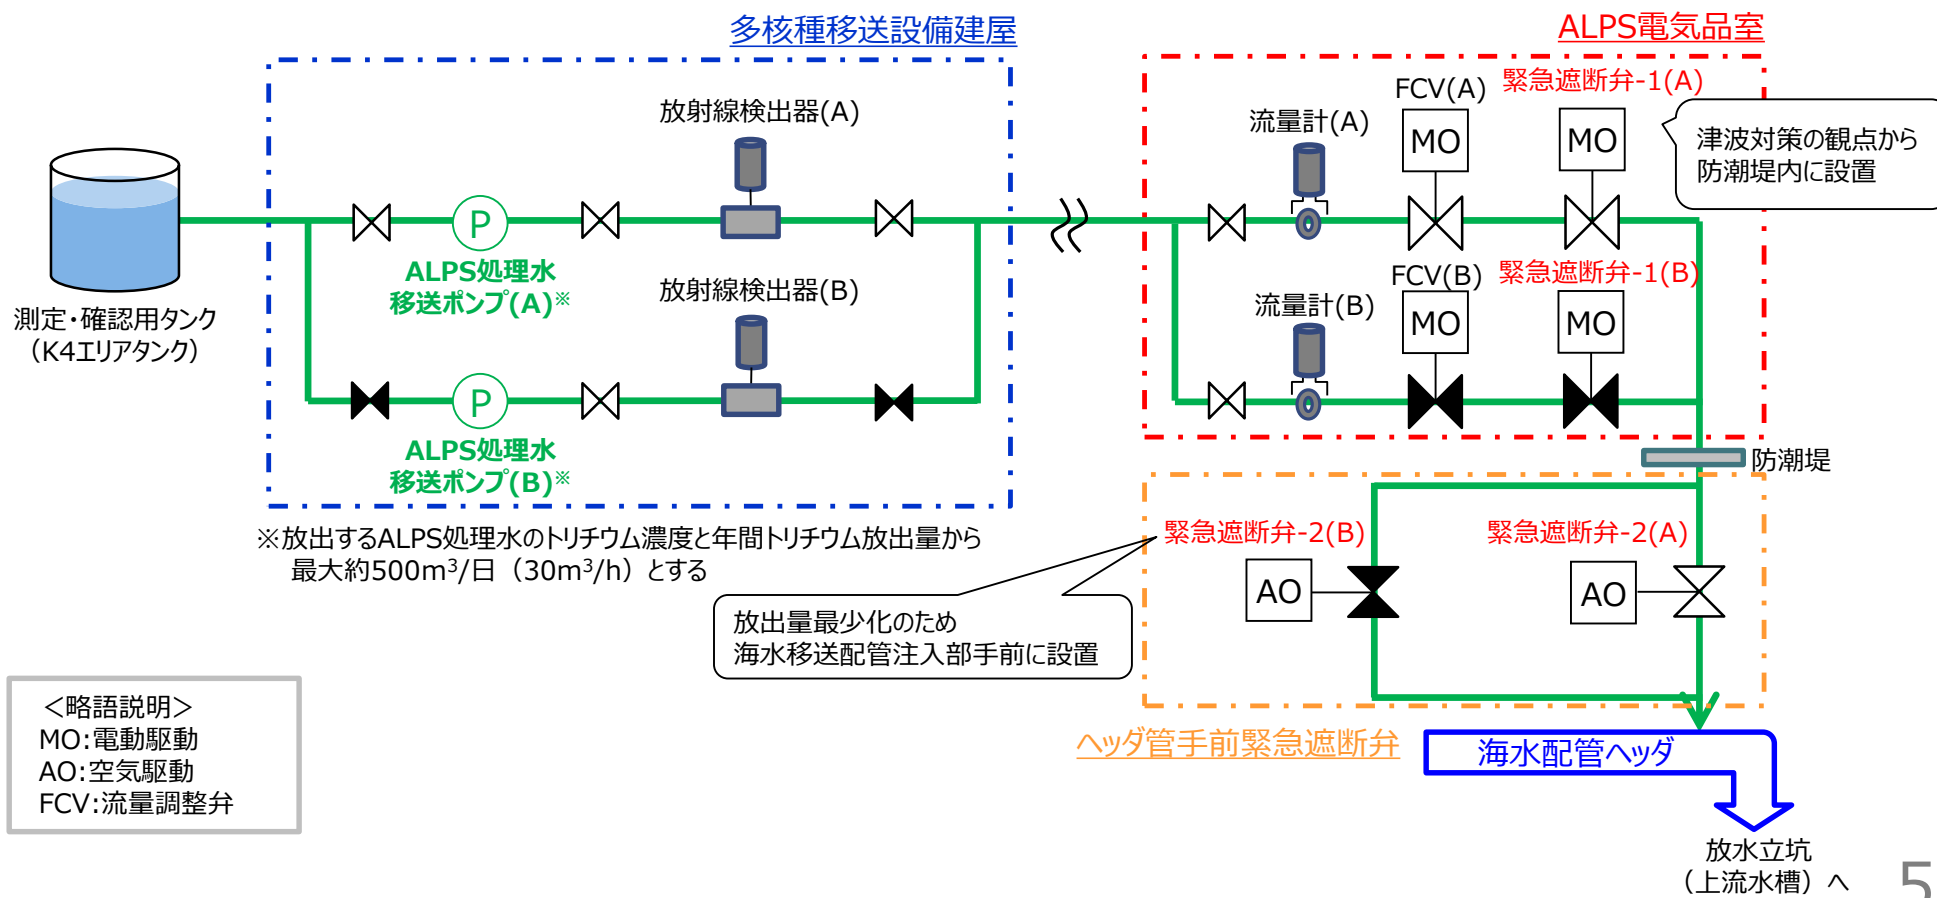 多核種移送設備建屋
ALPS電気品室
放射線検出器(A)
流量計(A)
FCV(A)
緊急遮断弁-1(A)
MO
MO
津波対策の観点から
防潮堤内に設置
P
ALPS処理水
移送ポンプ(A)※
測定・確認用タンク
（K4エリアタンク）
放射線検出器(B)
流量計(B)
FCV(B)
緊急遮断弁-1(B)
MO
MO
P
ALPS処理水
移送ポンプ(B)※
防潮堤
※放出するALPS処理水のトリチウム濃度と年間トリチウム放出量から
最大約500m³/日（30m³/h）とする
緊急遮断弁-2(B)
緊急遮断弁-2(A)
AO
AO
放出量最少化のため
海水移送配管注入部手前に設置
ヘッダ管手前緊急遮断弁
海水配管ヘッダ
＜略語説明＞
MO:電動駆動
AO:空気駆動
FCV:流量調整弁
放水立坑
（上流水槽）へ
5